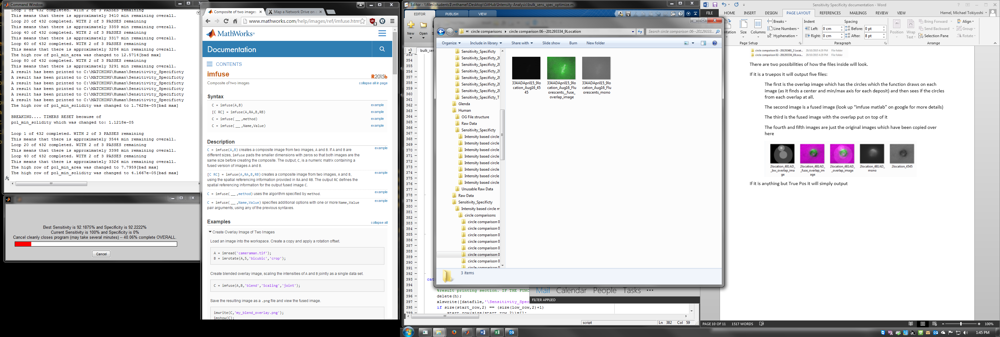 Command Window
Loop 1 of 432 completed. WITH 2 of 3 PASSES remaining
This means that there is approximately 3410 min remaining overall.
Loop 20 of 432 completed. WITH 2 of 3 PASSES remaining
This means that there is approximately 3359 min remaining overall.
Loop 40 of 432 completed. WITH 2 of 3 PASSES remaining
This means that there is approximately 3317 min remaining overall.
Loop 60 of 432 completed. WITH 2 of 3 PASSES remaining
This means that there is approximately 3286 min remaining overall.
The high row of pol_min_area was changed to 12.5714[bad max]
Loop 80 of 432 completed. WITH 2 of 3 PASSES remaining
This means that there is approximately 3291 min remaining overall.
A result has been printed to C:\MATCHING\Human\Sensitivity_Specificty
A result has been printed to C:\MATCHING\Human\Sensitivity_Specificty
A result has been printed to C:\MATCHING\Human\Sensitivity_Specificty
A result has been printed to C:\MATCHING\Human\Sensitivity_Specificty
A result has been printed to C:\MATCHING\Human\Sensitivity_Specificty
A result has been printed to C:\MATCHING\Human\Sensitivity_Specificty
The high row of pol_min_solidity was changed to 1.7628e-05[bad max]
BREAKING.... TIMERS RESET because of
pol_min_solidity which was changed to: 1.1218e-05
Loop 1 of 432 completed. WITH 2 of 3 PASSES remaining
This means that there is approximately 3544 min remaining overall.
Loop 20 of 432 completed. WITH 2 of 3 PASSES remaining
This means that there is approximately 3398 min remaining overall.
Loop 40 of 432 completed. WITH 2 of 3 PASSES remaining
This means that there is approximately 3326 min remaining overall.
The high row of pol_min_area was changed to 7.7959[bad max]
The high row of pol_min_solidity was changed to 4.1667e-05[bad max]
fx
Best Sensitivity is 92.1875% and Specificity is 92.2222%
Current Sensitivity is 100% and Specificity is 0%
Cancel cleanly closes program (may take several minutes) -- 40.06% complete OVERALL.
Cancel
Composite of two images
Map a Network Drive on
www.mathworks.com/help/images/ref/imfuse.htm
MathWorks®
Documentation
CONTENTS
imfuse
R2015b
Composite of two images
collapse all in page
Syntax
C = imfuse(A,B)
example
[C RC] = imfuse(A,RA,B,RB)
example
C = imfuse(___,method)
example
C = imfuse(___,Name,Value)
example
Description
C = imfuse(A,B) creates a composite image from two images, A and B. If A and B are
example
different sizes, imfuse pads the smaller dimensions with zeros so that both images are
the same size before creating the composite. The output, C, is a numeric matrix containing a
fused version of images A and B.
[C RC] = imfuse(A,RA,B,RB) creates a composite image from two images, A and B,
example
using the spatial referencing information provided in RA and RB. The output RC defines the
spatial referencing information for the output fused image C.
C = imfuse(___,method) uses the algorithm specified by method.
example
C = imfuse(___,Name,Value) specifies additional options with one or more Name,Value
example
pair arguments, using any of the previous syntaxes.
Examples
collapse all
Create Overlay Image of Two Images
Load an image into the workspace. Create a copy and apply a rotation offset.
A = imread('cameraman.tif');
B = imrotate(A,5,'bicubic','crop');
Create blended overlay image, scaling the intensities of A and B jointly as a single data set.
C = imfuse(A,B,'blend','Scaling','joint');
Save the resulting image as a .png file and view the fused image.
imwrite(C,'my_blend_overlay.png');
imshow(C);
Editor - \\files\students$\mthamel\Desktop\GitHub\Intensity-Analysis\bulk_sens_spec_optimize.m
EDITOR
PUBLISH
VIEW
New
Open
+3
bulk_sen
353
354
355
356
357
358
359
360
361
362
363
364
365
366
367
368
369
370
371
372
373
374
375
376
377
378
379
380
381
382
383
384
385
386
387
388
389
390
391
392
393
cat
394
395
%result printing section. IF THE FUNC
396
delete(h);
397
xlswrite([datafile,'\Sensitivity_Spec
398
if size(start_row,2) == (size(low_row,2)+1)
399
start_row(size(start_row,2))=[];
script
Ln 382 Col 59
« circle comparisons
circle comparison 06--201293334_9Location
Search circle comparison 06--20129333...
Organize
Include in library
Share with
Slide show
Burn
New folder
Sensitivity_Specificty
Sensitivity_Specificty_20
Sensitivity_Specificty_20
Sensitivity_Specificty_20
Sensitivity_Specificty_20
Sensitivity_Specificty_20
Sensitivity_Specificty_20
Sensitivity_Specificty_T
Glenda
Human
OG File structure
Raw Data
Sensitivity_Specificty
Intensity based circle
Intensity based circle
Intensity based circle
Intensity based circle
Intensity based circle
Intensity based circle
Intensity based circle
Intensity based circle
Unusable Raw Data
Raw Data
Sensitivity_Specificty
Intensity based circle m
circle comparisons
circle comparison 0
circle comparison 0
circle comparison 0
circle comparison 0
circle comparison 0
circle comparison 0
circle comparison 0
circle comparison 0
334ADApril15_9lo
cation_Aug16_45
45
334ADApril15_9lo
cation_Aug16_Flu
orescents__fuse_
overlap_image
334ADApril15_9lo
cation_Aug16_Flu
orescents_mono
3 items
Mail Calendar People Tasks •••
FILTER APPLIED
Sensitivity Specificity documentation - Word
FILE
HOME
INSERT
DESIGN
PAGE LAYOUT
REFERENCES
MAILINGS
REVIEW
VIEW
Hamel, Michael Tokiyoshi
ntation
Size
Columns
Breaks
Line Numbers
Hyphenation
Page Setup
Indent
Left: 0 cm
Right: 0 cm
Spacing
Before: 0 pt
After: 8 pt
Paragraph
Position
Wrap
Text
Bring Forward
Send Backward
Selection Pane
Align
Group
Rotate
Arrange
circle comparison 01--201292481_2 Locat... 20/10/2015 4:29 PM File folder
circle comparison 02--201293334_10Loca... 20/10/2015 4:29 PM File folder
There are two possibilities of how the files inside will look.
If it is a truepos it will output five files:
The first is the overlap image which has the circles which the function draws on each
image (as it finds a center and min/max axis for each deposit) and then sees if the circles
from each overlap at all.
The second image is a fused image (look up “imfuse matlab” on google for more details)
The third is the fused image with the overlap put on top of it
The fourth and fifth images are just the original images which have been copied over
here
2location_481AD_
_bw_overlap_ima
ge
2location_481AD_
_fuse_overlap_im
age
2location_481AD_
_overlap_image
2location_481AD_
mono
2location_4545
If it is anything but True Pos it will simply output
PAGE 10 OF 11
1517 WORDS
100%
1:45 PM